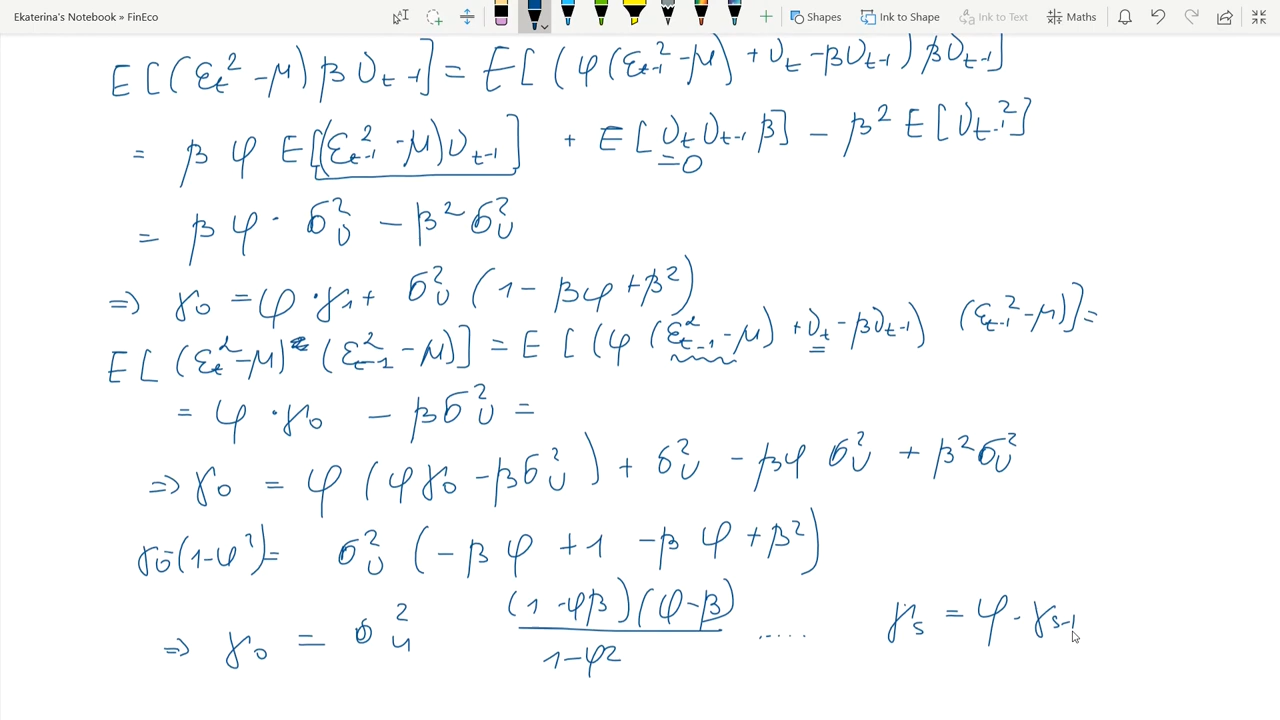 Ekaterina's Notebook » FinEco
Shapes Ink to Shape Ink to Text Maths
E[(ε_t² - μ) β υ_{t-1}] = E[(φ(ε_{t-1}² - μ) + υ_t - βυ_{t-1}) βυ_{t-1}]
= β φ E[(ε_{t-1}² - μ)υ_{t-1}] + E[υ_t υ_{t-1} β] - β² E[υ_{t-1}²]
=0
= β φ · σ_υ² - β² σ_υ²
=> γ_0 = φ · γ_1 + σ_υ² (1 - βφ + β²)
E[(ε_t² - μ) (ε_{t-1}² - μ)] = E[(φ(ε_{t-1}² - μ) + υ_t - βυ_{t-1}) (ε_{t-1}² - μ)] =
= φ · γ_0 - βσ_υ² =
=> γ_0 = φ (φγ_0 - βσ_υ²) + σ_υ² - βφ σ_υ² + β²σ_υ²
γ_0(1-φ²) = σ_υ² (-βφ + 1 - βφ + β²)
=> γ_0 = σ_u² (1-φβ)(φ-β) / 1-φ² ..... γ_s = φ · γ_{s-1}